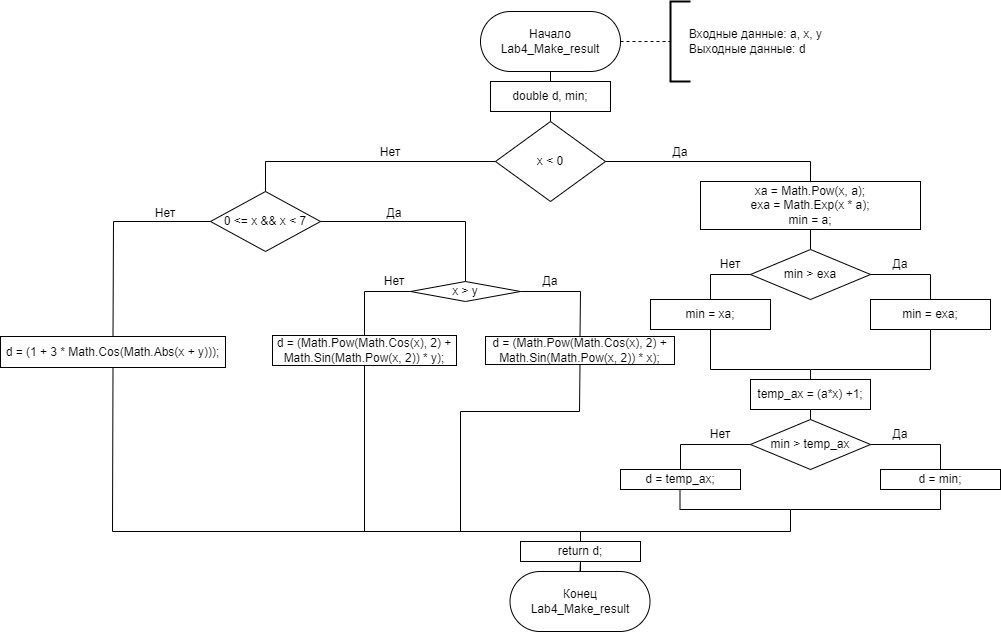 Начало
Lab4_Make_result
Входные данные: a, x, y
Выходные данные: d
double d, min;
x < 0
Нет
Да
xa = Math.Pow(x, a);
exa = Math.Exp(x * a);
min = a;
0 <= x && x < 7
Нет
Да
min > exa
Нет
Да
x > y
Нет
Да
min = xa;
min = exa;
d = (1 + 3 * Math.Cos(Math.Abs(x + y)));
d = (Math.Pow(Math.Cos(x), 2) +
Math.Sin(Math.Pow(x, 2)) * y);
d = (Math.Pow(Math.Cos(x), 2) +
Math.Sin(Math.Pow(x, 2)) * x);
temp_ax = (a*x) +1;
min > temp_ax
Нет
Да
d = temp_ax;
d = min;
return d;
Конец
Lab4_Make_result